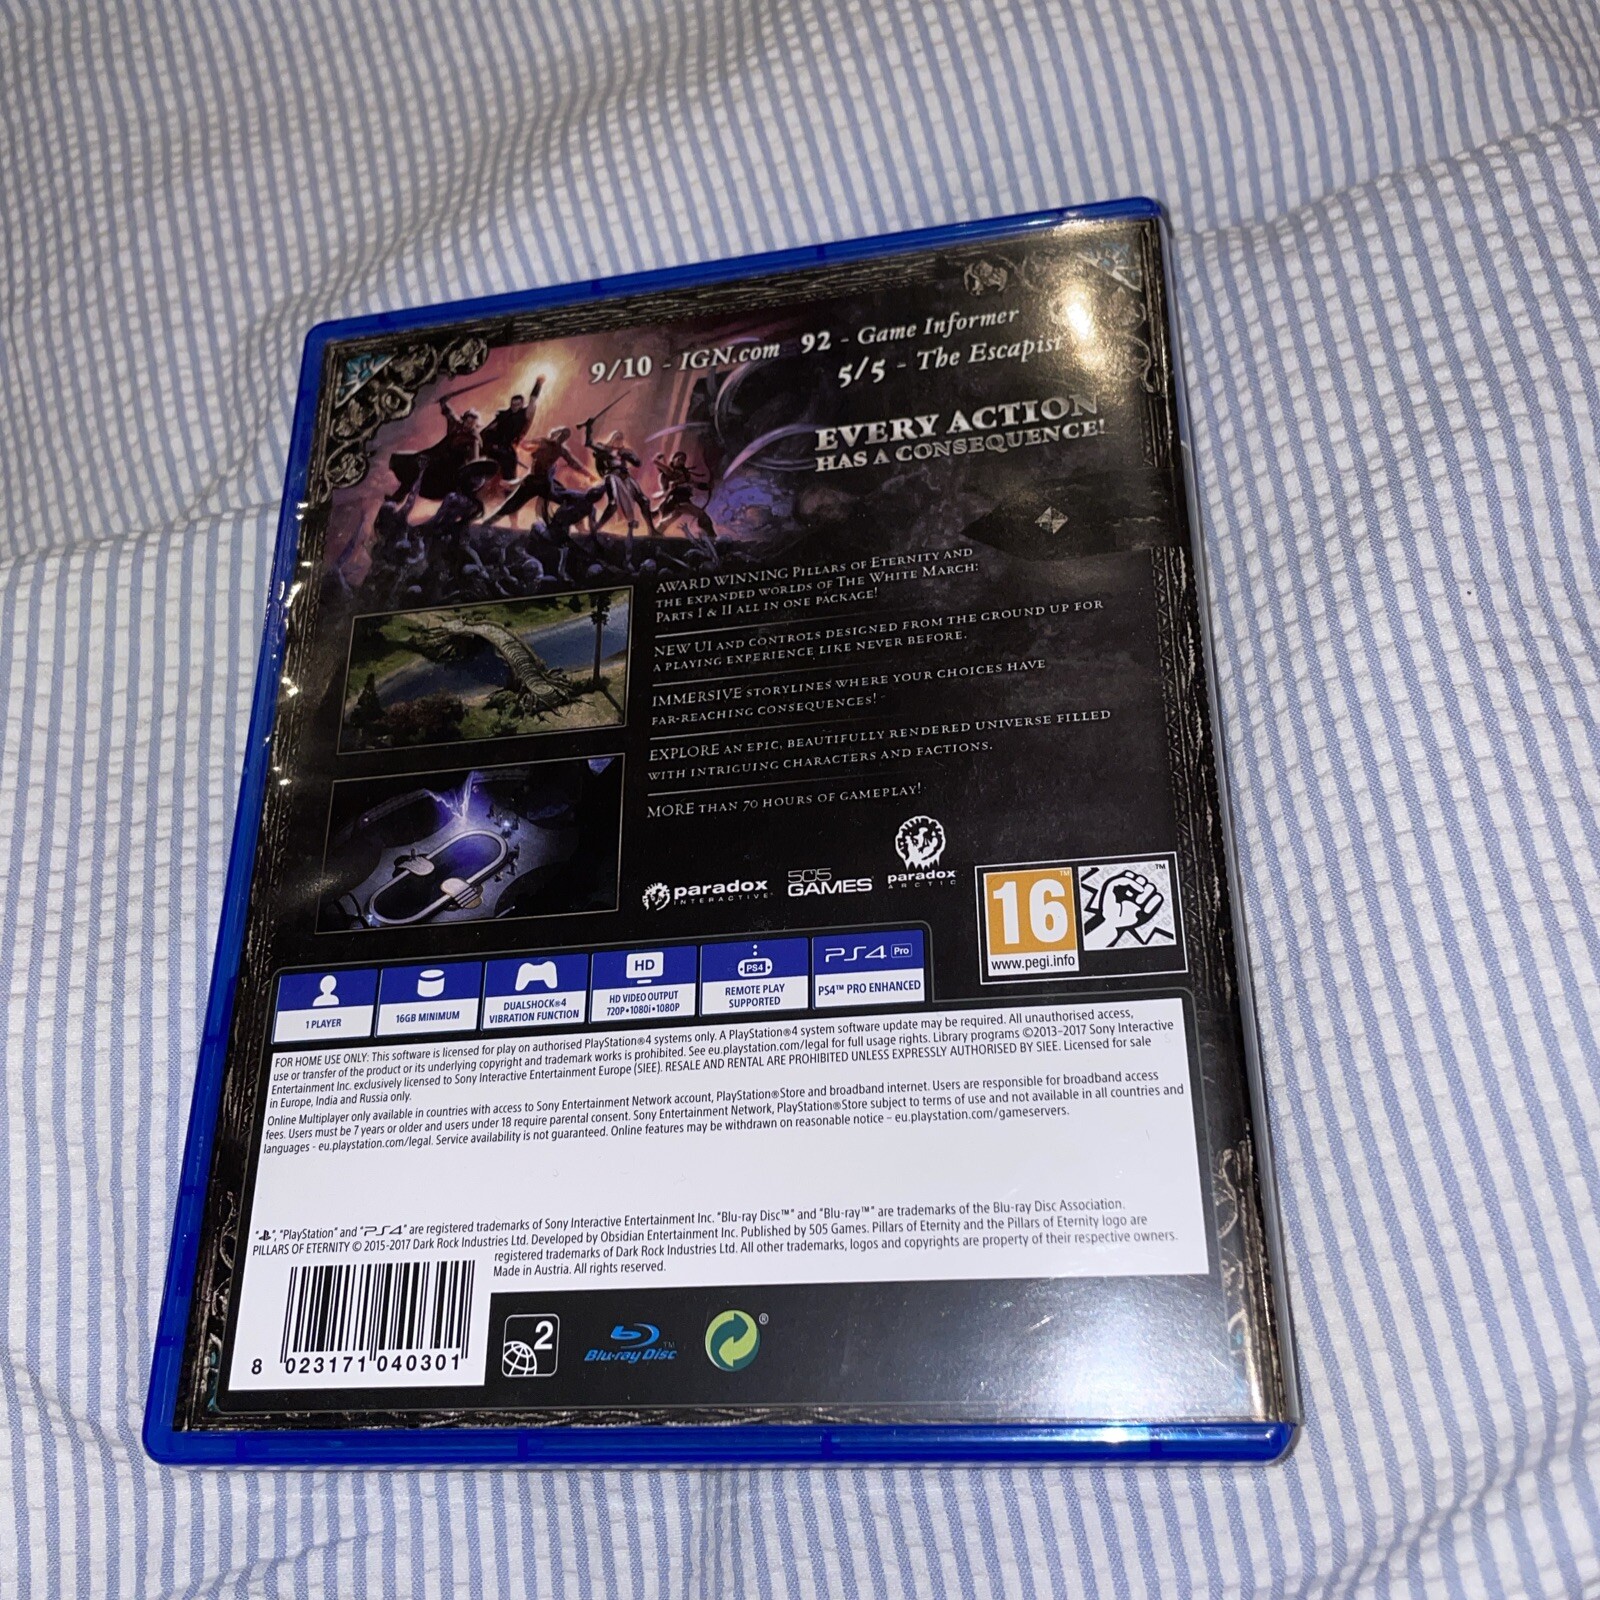 9/10 - IGN.com 92 - Game Informer
5/5 - The Escapist
EVERY ACTION
HAS A CONSEQUENCE!
AWARD WINNING PILLARS OF ETERNITY AND
THE EXPANDED WORLDS OF THE WHITE MARCH:
PARTS I & II ALL IN ONE PACKAGE!
NEW UI AND CONTROLS DESIGNED FROM THE GROUND UP FOR
A PLAYING EXPERIENCE LIKE NEVER BEFORE.
IMMERSIVE STORYLINES WHERE YOUR CHOICES HAVE
FAR-REACHING CONSEQUENCES!
EXPLORE AN EPIC, BEAUTIFULLY RENDERED UNIVERSE FILLED
WITH INTRIGUING CHARACTERS AND FACTIONS.
MORE THAN 70 HOURS OF GAMEPLAY!
paradox
INTERACTIVE
505
GAMES
paradox
ARCTIC
16™
www.pegi.info
™
1 PLAYER
16GB MINIMUM
DUALSHOCK®4
VIBRATION FUNCTION
HD
HD VIDEO OUTPUT
720P•1080i•1080P
PS4
REMOTE PLAY
SUPPORTED
PS4 Pro
PS4™ PRO ENHANCED
FOR HOME USE ONLY: This software is licensed for play on authorised PlayStation®4 systems only. A PlayStation®4 system software update may be required. All unauthorised access,
use or transfer of the product or its underlying copyright and trademark works is prohibited. See eu.playstation.com/legal for full usage rights. Library programs ©2013-2017 Sony Interactive
Entertainment Inc. exclusively licensed to Sony Interactive Entertainment Europe (SIEE). RESALE AND RENTAL ARE PROHIBITED UNLESS EXPRESSLY AUTHORISED BY SIEE. Licensed for sale
in Europe, India and Russia only.
Online Multiplayer only available in countries with access to Sony Entertainment Network account, PlayStation®Store and broadband internet. Users are responsible for broadband access
fees. Users must be 7 years or older and users under 18 require parental consent. Sony Entertainment Network, PlayStation®Store subject to terms of use and not available in all countries and
languages - eu.playstation.com/legal. Service availability is not guaranteed. Online features may be withdrawn on reasonable notice – eu.playstation.com/gameservers.
" ", "PlayStation" and "PS4" are registered trademarks of Sony Interactive Entertainment Inc. "Blu-ray Disc™" and "Blu-ray™" are trademarks of the Blu-ray Disc Association.
PILLARS OF ETERNITY © 2015-2017 Dark Rock Industries Ltd. Developed by Obsidian Entertainment Inc. Published by 505 Games. Pillars of Eternity and the Pillars of Eternity logo are
registered trademarks of Dark Rock Industries Ltd. All other trademarks, logos and copyrights are property of their respective owners.
Made in Austria. All rights reserved.
8 023171 040301
2
Blu-ray Disc™
®